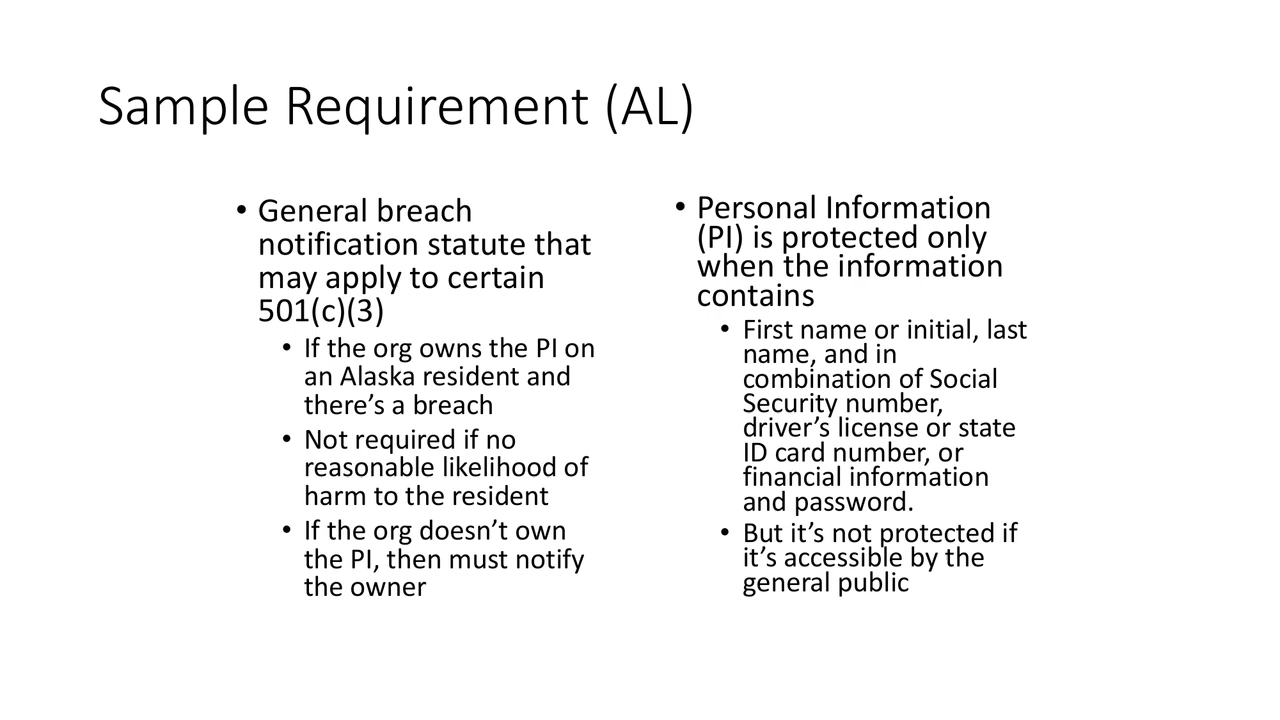 Sample Requirement (AL)
• General breach
notification statute that
may apply to certain
501(c)(3)
• If the org owns the PI on
an Alaska resident and
there’s a breach
• Not required if no
reasonable likelihood of
harm to the resident
• If the org doesn’t own
the PI, then must notify
the owner
• Personal Information
(PI) is protected only
when the information
contains
• First name or initial, last
name, and in
combination of Social
Security number,
driver’s license or state
ID card number, or
financial information
and password.
• But it’s not protected if
it’s accessible by the
general public